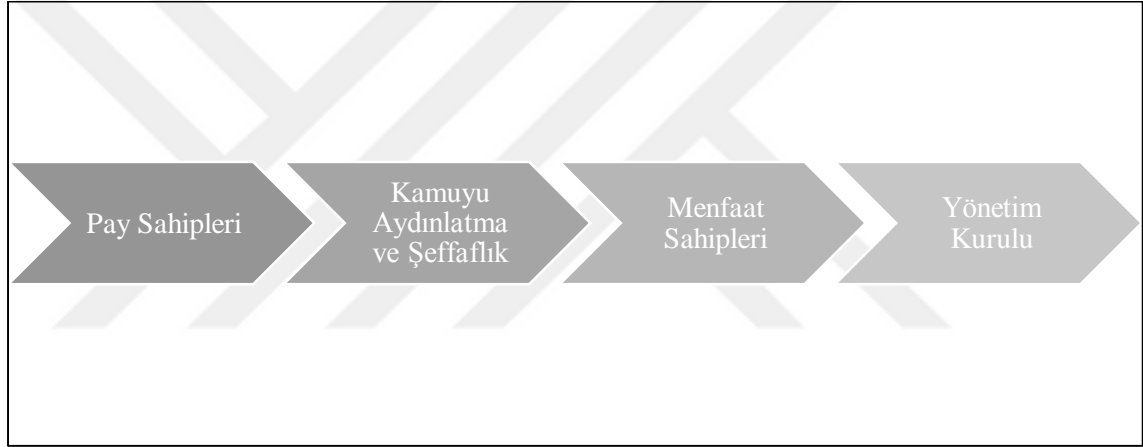 Pay Sahipleri
Kamuyu
Aydınlatma
ve Şeffaflık
Menfaat
Sahipleri
Yönetim
Kurulu